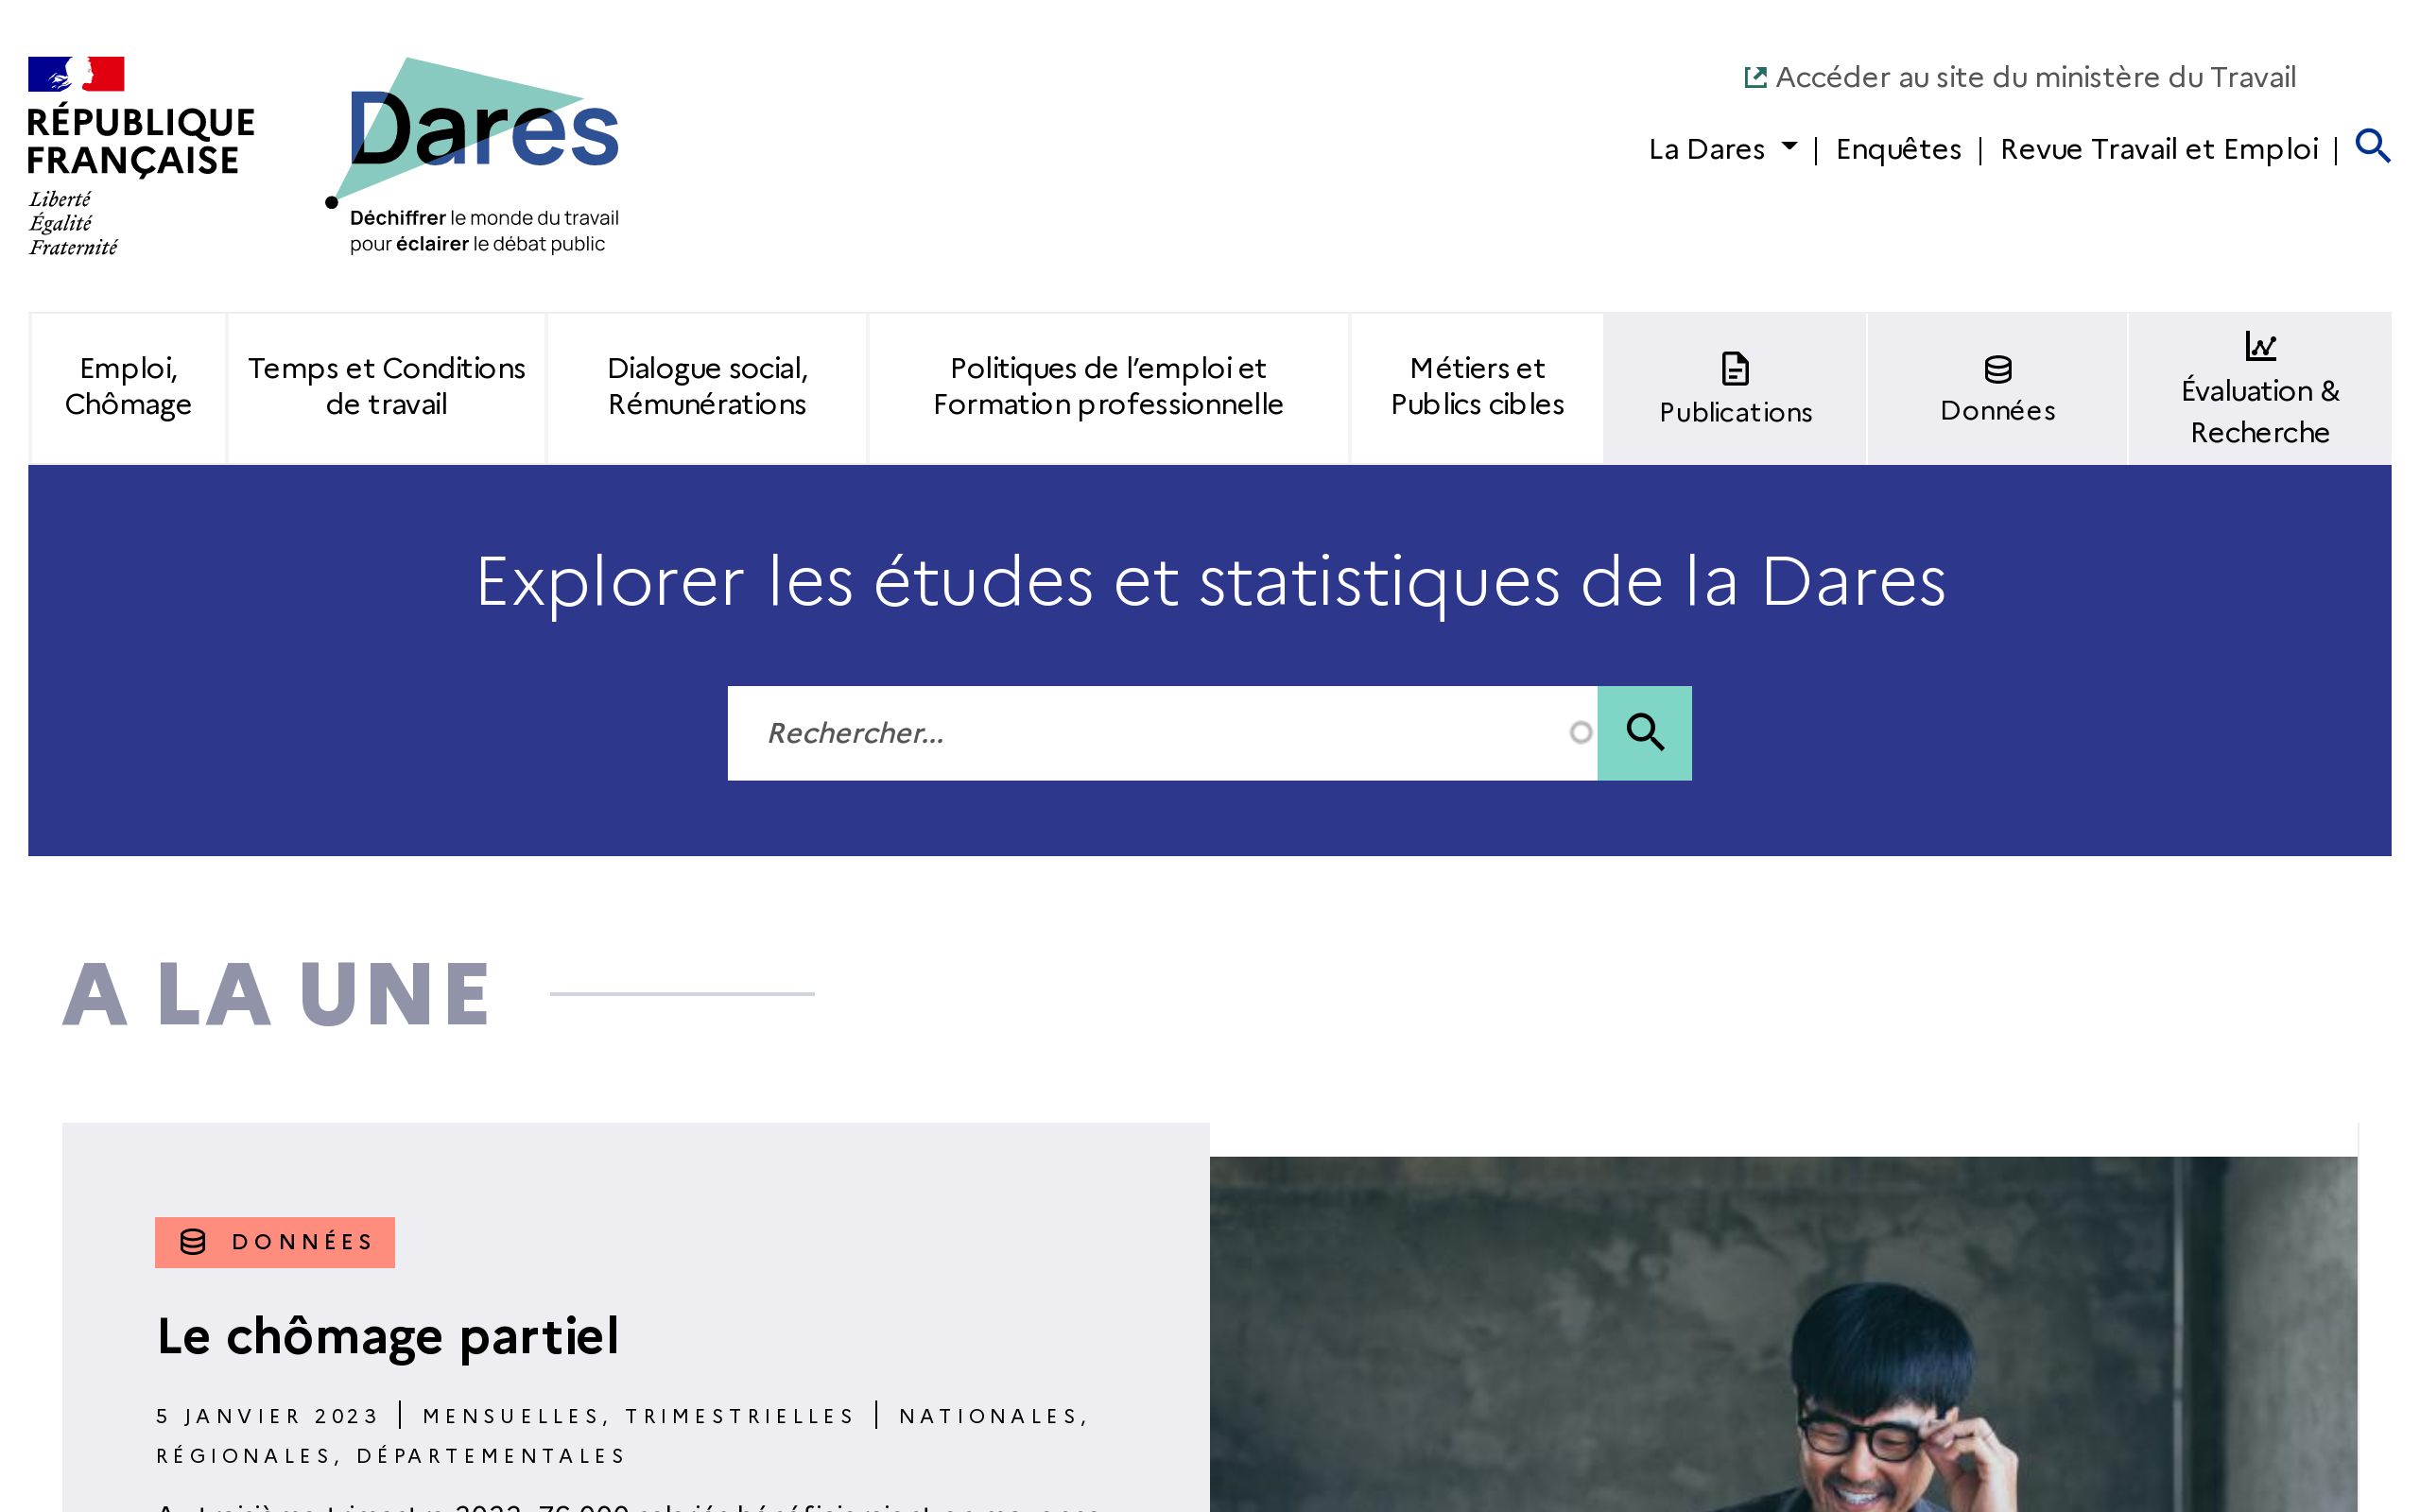 RÉPUBLIQUE
FRANÇAISE
Liberté
Égalité
Fraternité
Dares
Déchiffrer le monde du travail
pour éclairer le débat public
Accéder au site du ministère du Travail
La Dares | Enquêtes | Revue Travail et Emploi |
Emploi,
Chômage
Temps et Conditions
de travail
Dialogue social,
Rémunérations
Politiques de l’emploi et
Formation professionnelle
Métiers et
Publics cibles
Publications
Données
Évaluation &
Recherche
Explorer les études et statistiques de la Dares
Rechercher...
A LA UNE
DONNÉES
Le chômage partiel
5 JANVIER 2023 | MENSUELLES, TRIMESTRIELLES | NATIONALES,
RÉGIONALES, DÉPARTEMENTALES